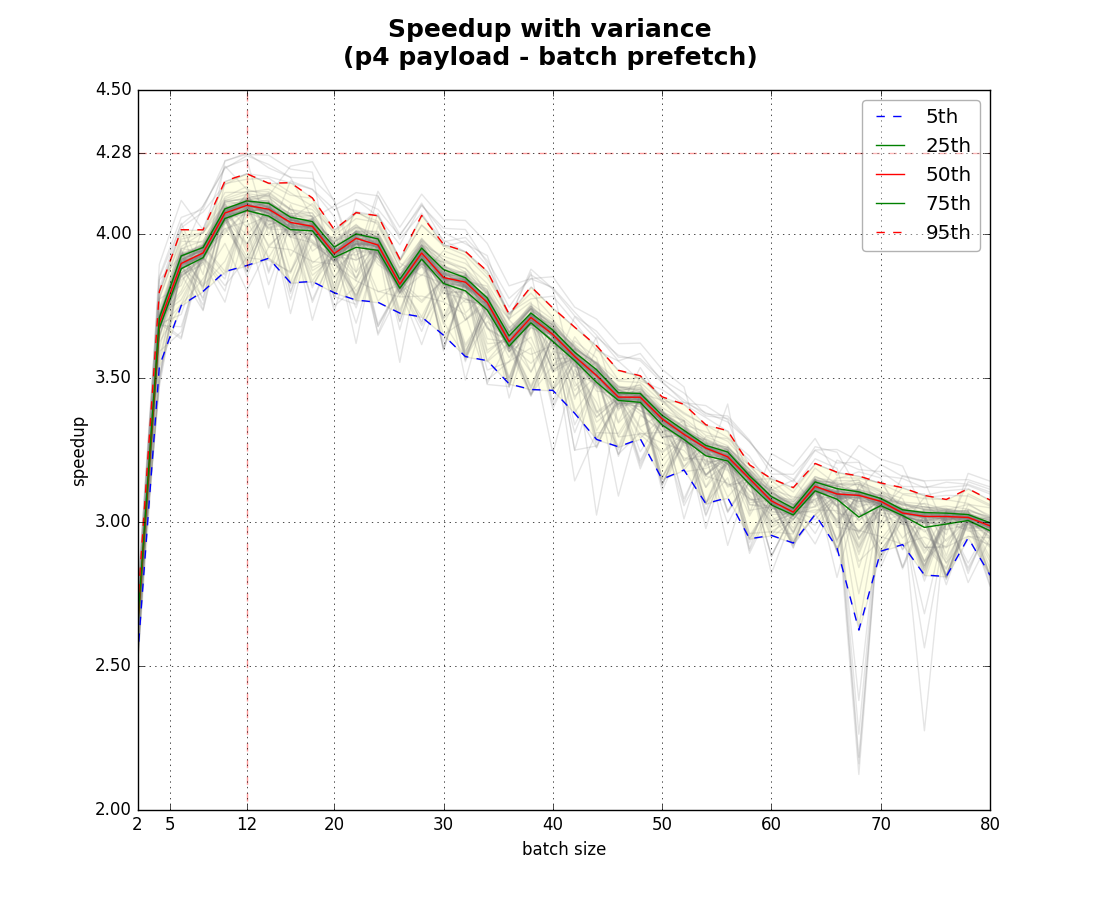 Speedup with variance
(p4 payload - batch prefetch)
4.50
4.28
4.00
3.50
3.00
2.50
2.00
speedup
5th
25th
50th
75th
95th
2 5 12 20 30 40 50 60 70 80
batch size